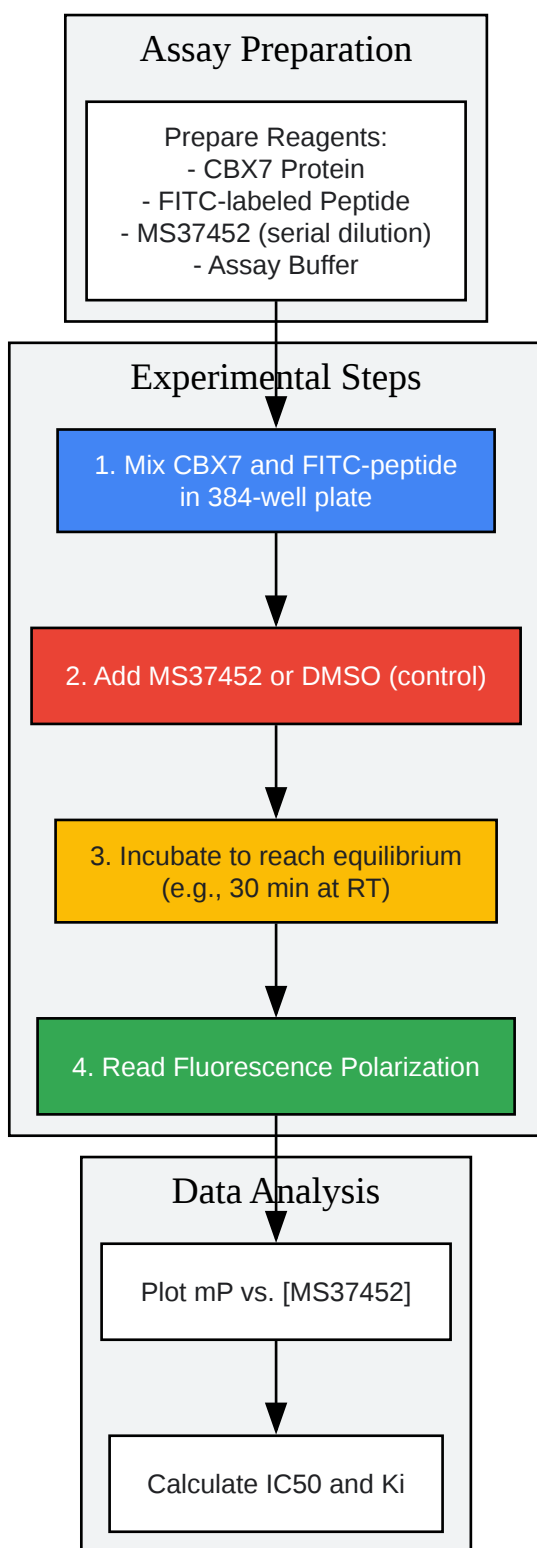 Assay Preparation
Prepare Reagents:
- CBX7 Protein
- FITC-labeled Peptide
- MS37452 (serial dilution)
- Assay Buffer
Experimental Steps
1. Mix CBX7 and FITC-peptide
in 384-well plate
2. Add MS37452 or DMSO (control)
3. Incubate to reach equilibrium
(e.g., 30 min at RT)
4. Read Fluorescence Polarization
Data Analysis
Plot mP vs. [MS37452]
Calculate IC50 and Ki